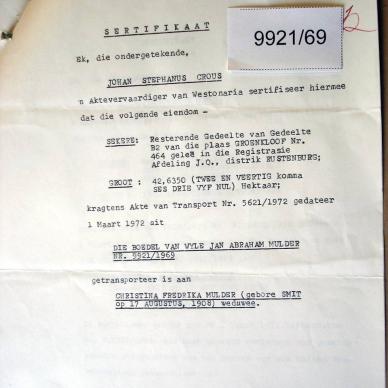 S E R T I F I K A A T
9921/69
Ek, die ondergetekende,
JOHAN STEPHANUS CROUS
'n Aktevervaardiger van Westonaria sertifiseer hiermee
dat die volgende eiendom -
SEKERE: Resterende Gedeelte van Gedeelte
B2 van die plaas GROENKLOOF Nr.
464 geleë in die Registrasie
Afdeling J.Q., distrik RUSTENBURG;
GROOT : 42,6350 (TWEE EN VEERTIG komma
SES DRIE VYF NUL) Hektaar;
kragtens Akte van Transport Nr. 5621/1972 gedateer
1 Maart 1972 uit
DIE BOEDEL VAN WYLE JAN ABRAHAM MULDER
NR. 9921/1969
getransporteer is aan
CHRISTINA FREDRIKA MULDER (gebore SMIT
op 17 AUGUSTUS, 1908) weduwee.